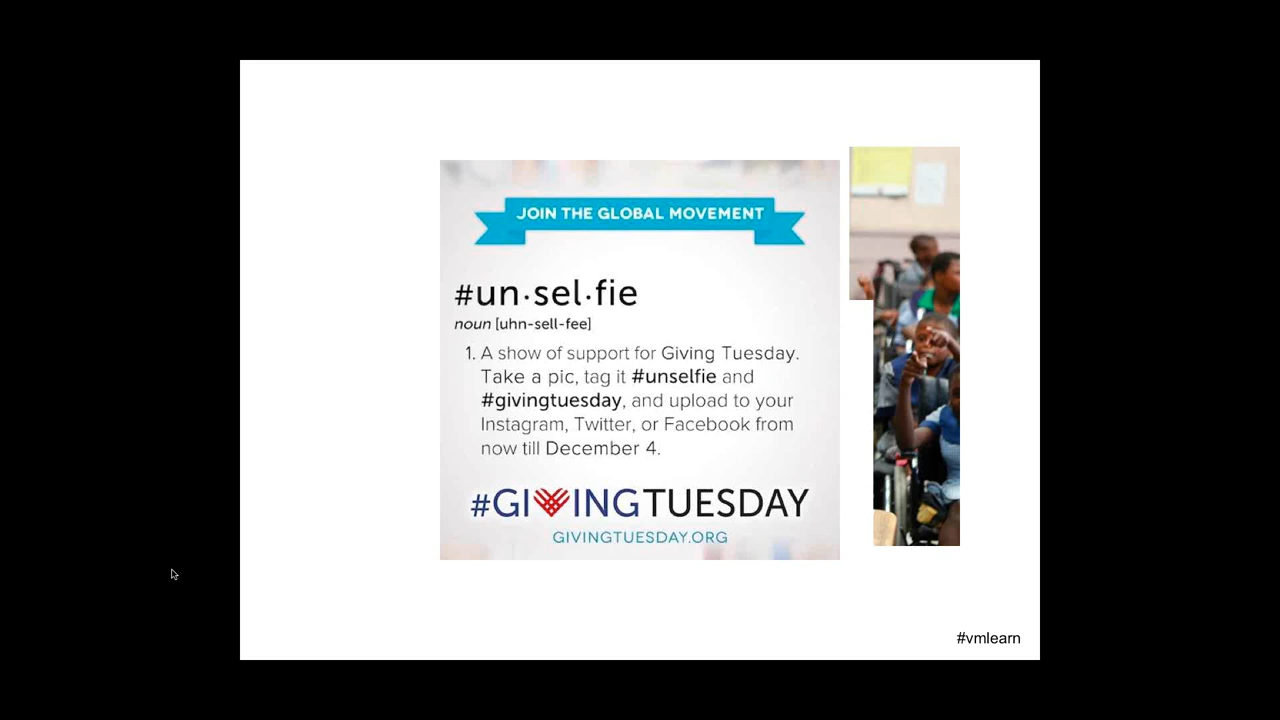 JOIN THE GLOBAL MOVEMENT
#un·sel·fie
noun [uhn-sell-fee]
1. A show of support for Giving Tuesday.
Take a pic, tag it #unselfie and
#givingtuesday, and upload to your
Instagram, Twitter, or Facebook from
now till December 4.
#GIVINGTUESDAY
GIVINGTUESDAY.ORG
#vmlearn